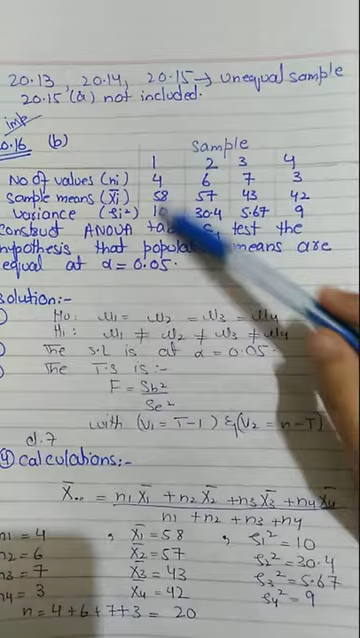 20.13, 20.14, 20.15 → unequal sample
20.15 (a) not included.
imp
0.16 (b)
Sample
1 2 3 4
No of values (ni) 4 6 7 3
Sample means (X̄i) 58 57 43 42
variance (Si²) 10 30.4 5.67 9
construct ANOVA test the
hypothesis that means are
equal at α = 0.05.
solution:-
H0: μ1 = μ2 = μ3 = μ4
H1: μ1 ≠ μ2 ≠ μ3 ≠ μ4
The S.L is at α = 0.05.
The T.S is :-
F = Sb²
Se²
with (V1 = T-1) & (V2 = n-T)
d.f
④ calculations:-
X̄.. = n1X̄1 + n2X̄2 + n3X̄3 + n4X̄4
n1 + n2 + n3 + n4
n1 = 4 , X̄1 = 58 , S1² = 10
n2 = 6 X̄2 = 57 S2² = 30.4
n3 = 7 X̄3 = 43 S3² = 5.67
n4 = 3 X4 = 42 S4² = 9
n = 4+6+7+3 = 20